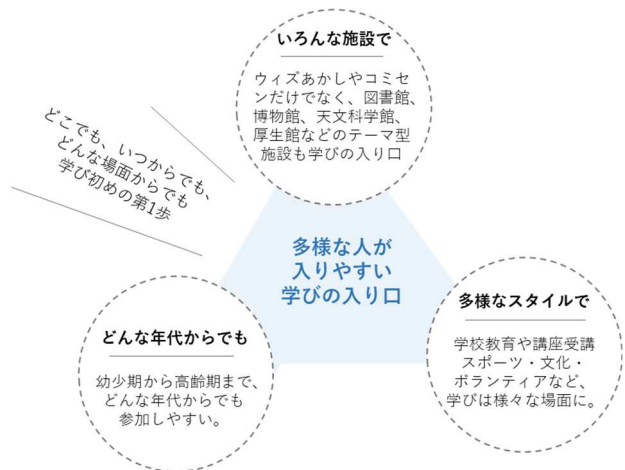 いろんな施設で
ウィズあかしやコミセ
ンだけでなく、図書館、
博物館、天文科学館、
厚生館などのテーマ型
施設も学びの入り口
どこでも、いつからでも、
どんな場面からでも
学び初めの第1歩
多様な人が
入りやすい
学びの入り口
どんな年代からでも
幼少期から高齢期まで、
どんな年代からでも
参加しやすい。
多様なスタイルで
学校教育や講座受講
スポーツ・文化・
ボランティアなど、
学びは様々な場面に。